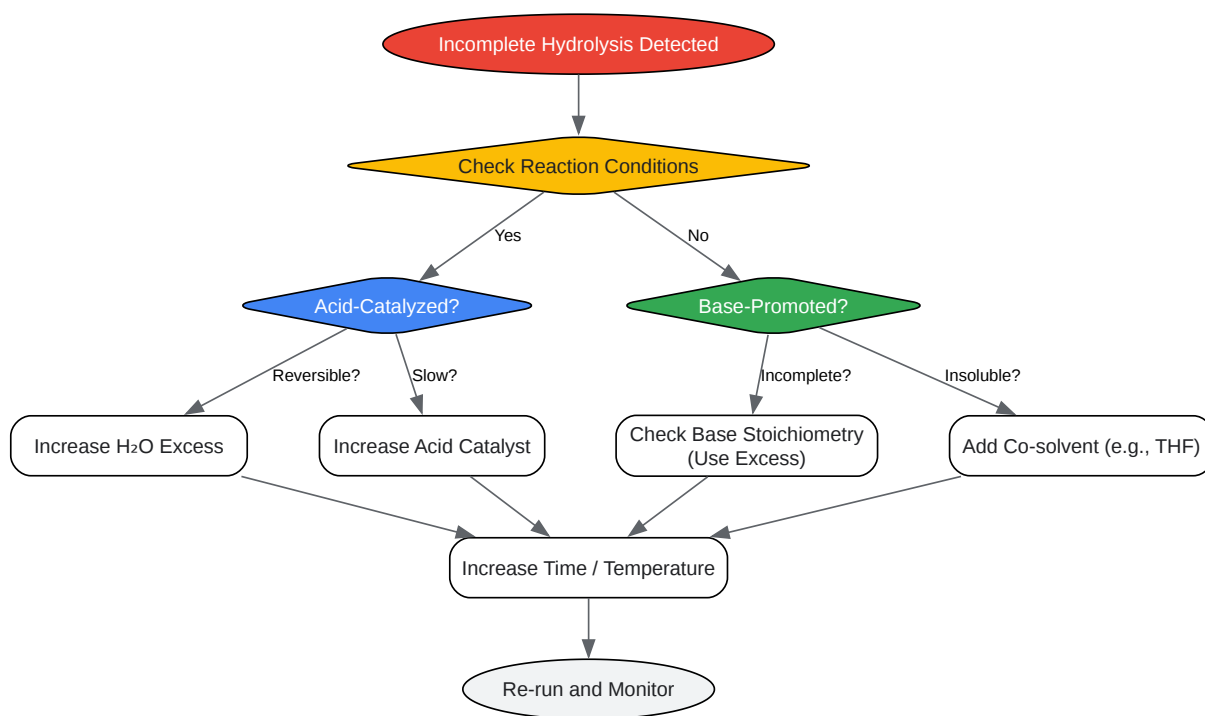 Incomplete Hydrolysis Detected
Check Reaction Conditions
Yes
No
Acid-Catalyzed?
Base-Promoted?
Reversible?
Slow?
Incomplete?
Insoluble?
Increase H₂O Excess
Increase Acid Catalyst
Check Base Stoichiometry
(Use Excess)
Add Co-solvent (e.g., THF)
Increase Time / Temperature
Re-run and Monitor